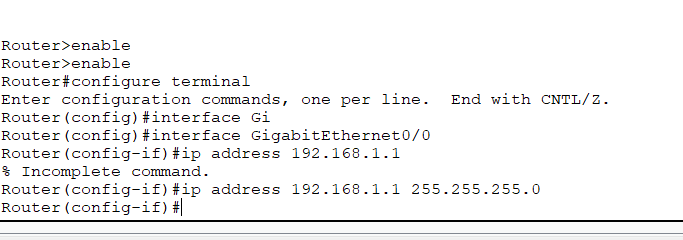 Router>enable
Router>enable
Router#configure terminal
Enter configuration commands, one per line.  End with CNTL/Z.
Router(config)#interface Gi
Router(config)#interface GigabitEthernet0/0
Router(config-if)#ip address 192.168.1.1
% Incomplete command.
Router(config-if)#ip address 192.168.1.1 255.255.255.0
Router(config-if)#